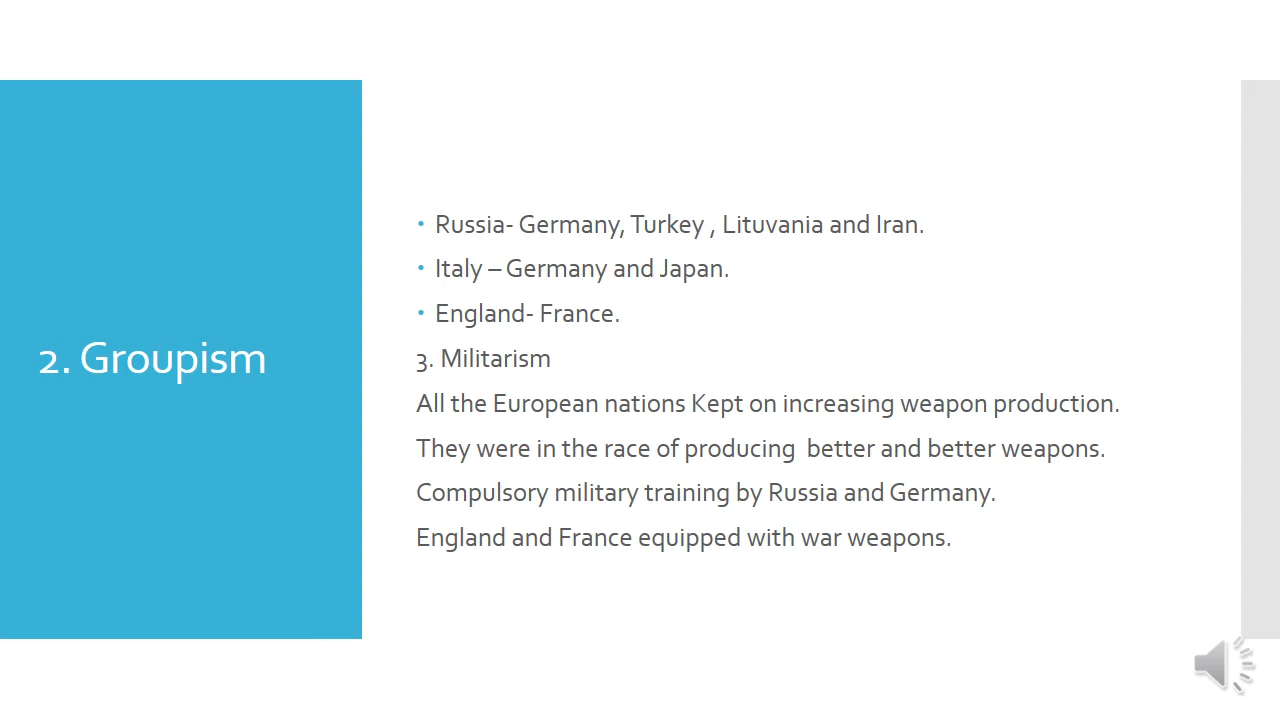 2. Groupism
• Russia- Germany, Turkey , Lituvania and Iran.
• Italy – Germany and Japan.
• England- France.
3. Militarism
All the European nations Kept on increasing weapon production.
They were in the race of producing  better and better weapons.
Compulsory military training by Russia and Germany.
England and France equipped with war weapons.